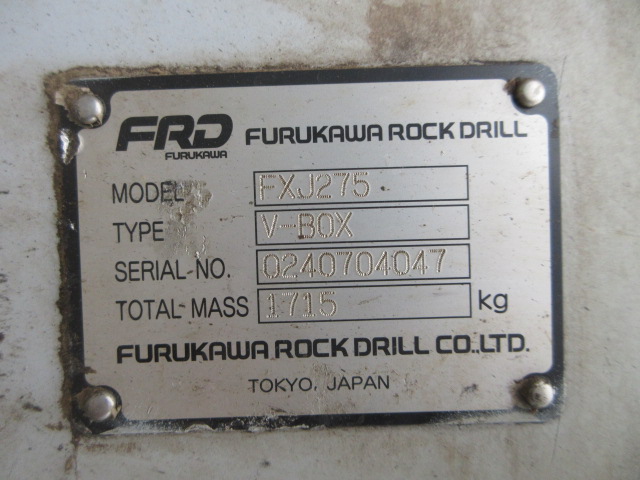 FRD FURUKAWA ROCK DRILL
FURUKAWA
MODEL FXJ275
TYPE V-BOX
SERIAL-NO. 0240704047
TOTAL MASS 1715 kg
FURUKAWA ROCK DRILL CO.,LTD.
TOKYO, JAPAN